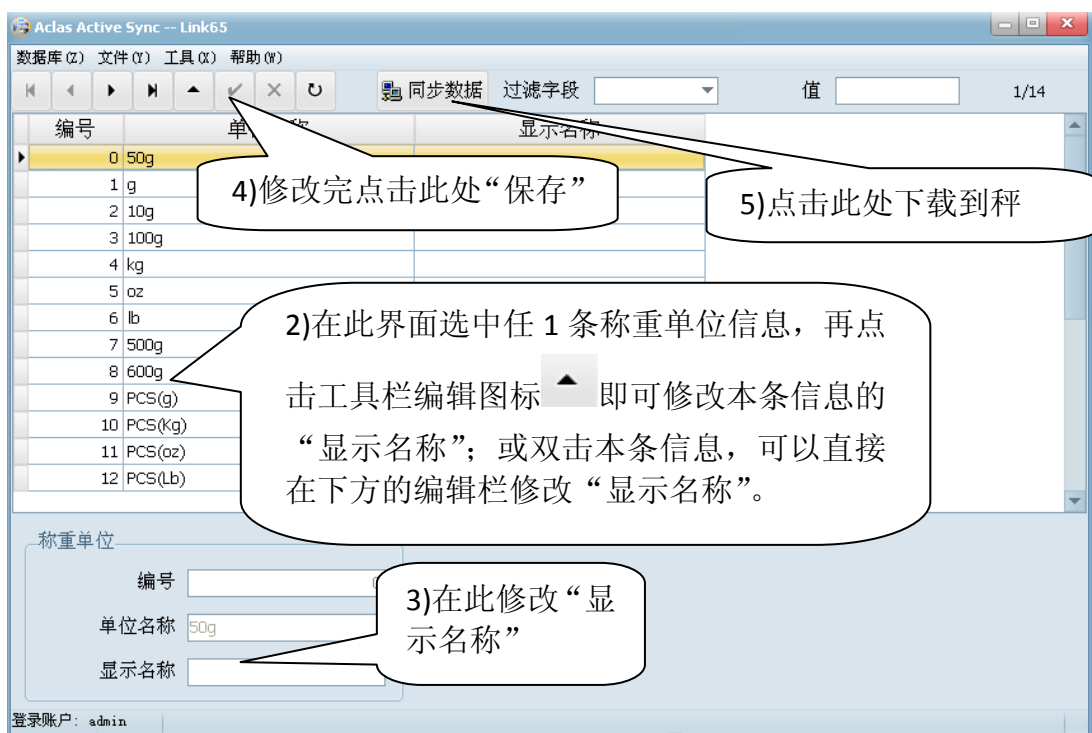 Aclas Active Sync -- Link65
数据库(Z) 文件(Y) 工具(X) 帮助(W)
同步数据 过滤字段 值 1/14
编号 单
显示名称
0 50g
1 g
2 10g
3 100g
4 kg
5 oz
6 lb
7 500g
8 600g
9 PCS(g)
10 PCS(Kg)
11 PCS(oz)
12 PCS(Lb)
4)修改完点击此处“保存”
5)点击此处下载到秤
2)在此界面选中任 1 条称重单位信息，再点
击工具栏编辑图标 即可修改本条信息的
“显示名称”；或双击本条信息，可以直接
在下方的编辑栏修改“显示名称”。
称重单位
编号
单位名称 50g
显示名称
3)在此修改“显
示名称”
登录账户: admin